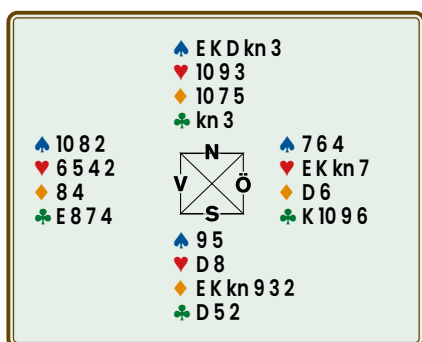 ♠ E K D kn 3
♥ 10 9 3
♦ 10 7 5
♣ kn 3
♠ 10 8 2
♥ 6 5 4 2
♦ 8 4
♣ E 8 7 4
N
V Ö
S
♠ 7 6 4
♥ E K kn 7
♦ D 6
♣ K 10 9 6
♠ 9 5
♥ D 8
♦ E K kn 9 3 2
♣ D 5 2